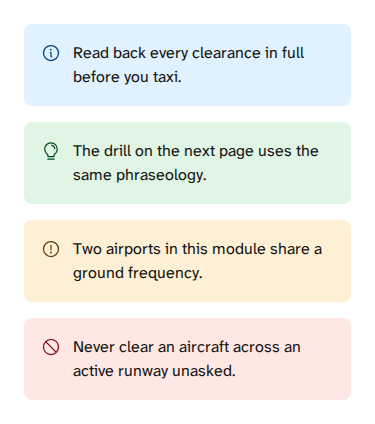 Read back every clearance in full
before you taxi.
The drill on the next page uses the
same phraseology.
Two airports in this module share a
ground frequency.
Never clear an aircraft across an
active runway unasked.